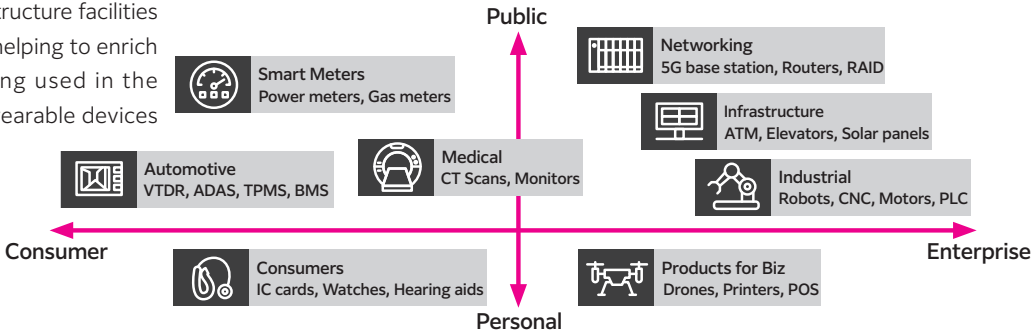 tructure facilities
helping to enrich
ng used in the
earable devices
Public
Networking
5G base station, Routers, RAID
Smart Meters
Power meters, Gas meters
Infrastructure
ATM, Elevators, Solar panels
Medical
CT Scans, Monitors
Automotive
VTDR, ADAS, TPMS, BMS
Industrial
Robots, CNC, Motors, PLC
Consumer
Enterprise
Consumers
IC cards, Watches, Hearing aids
Products for Biz
Drones, Printers, POS
Personal